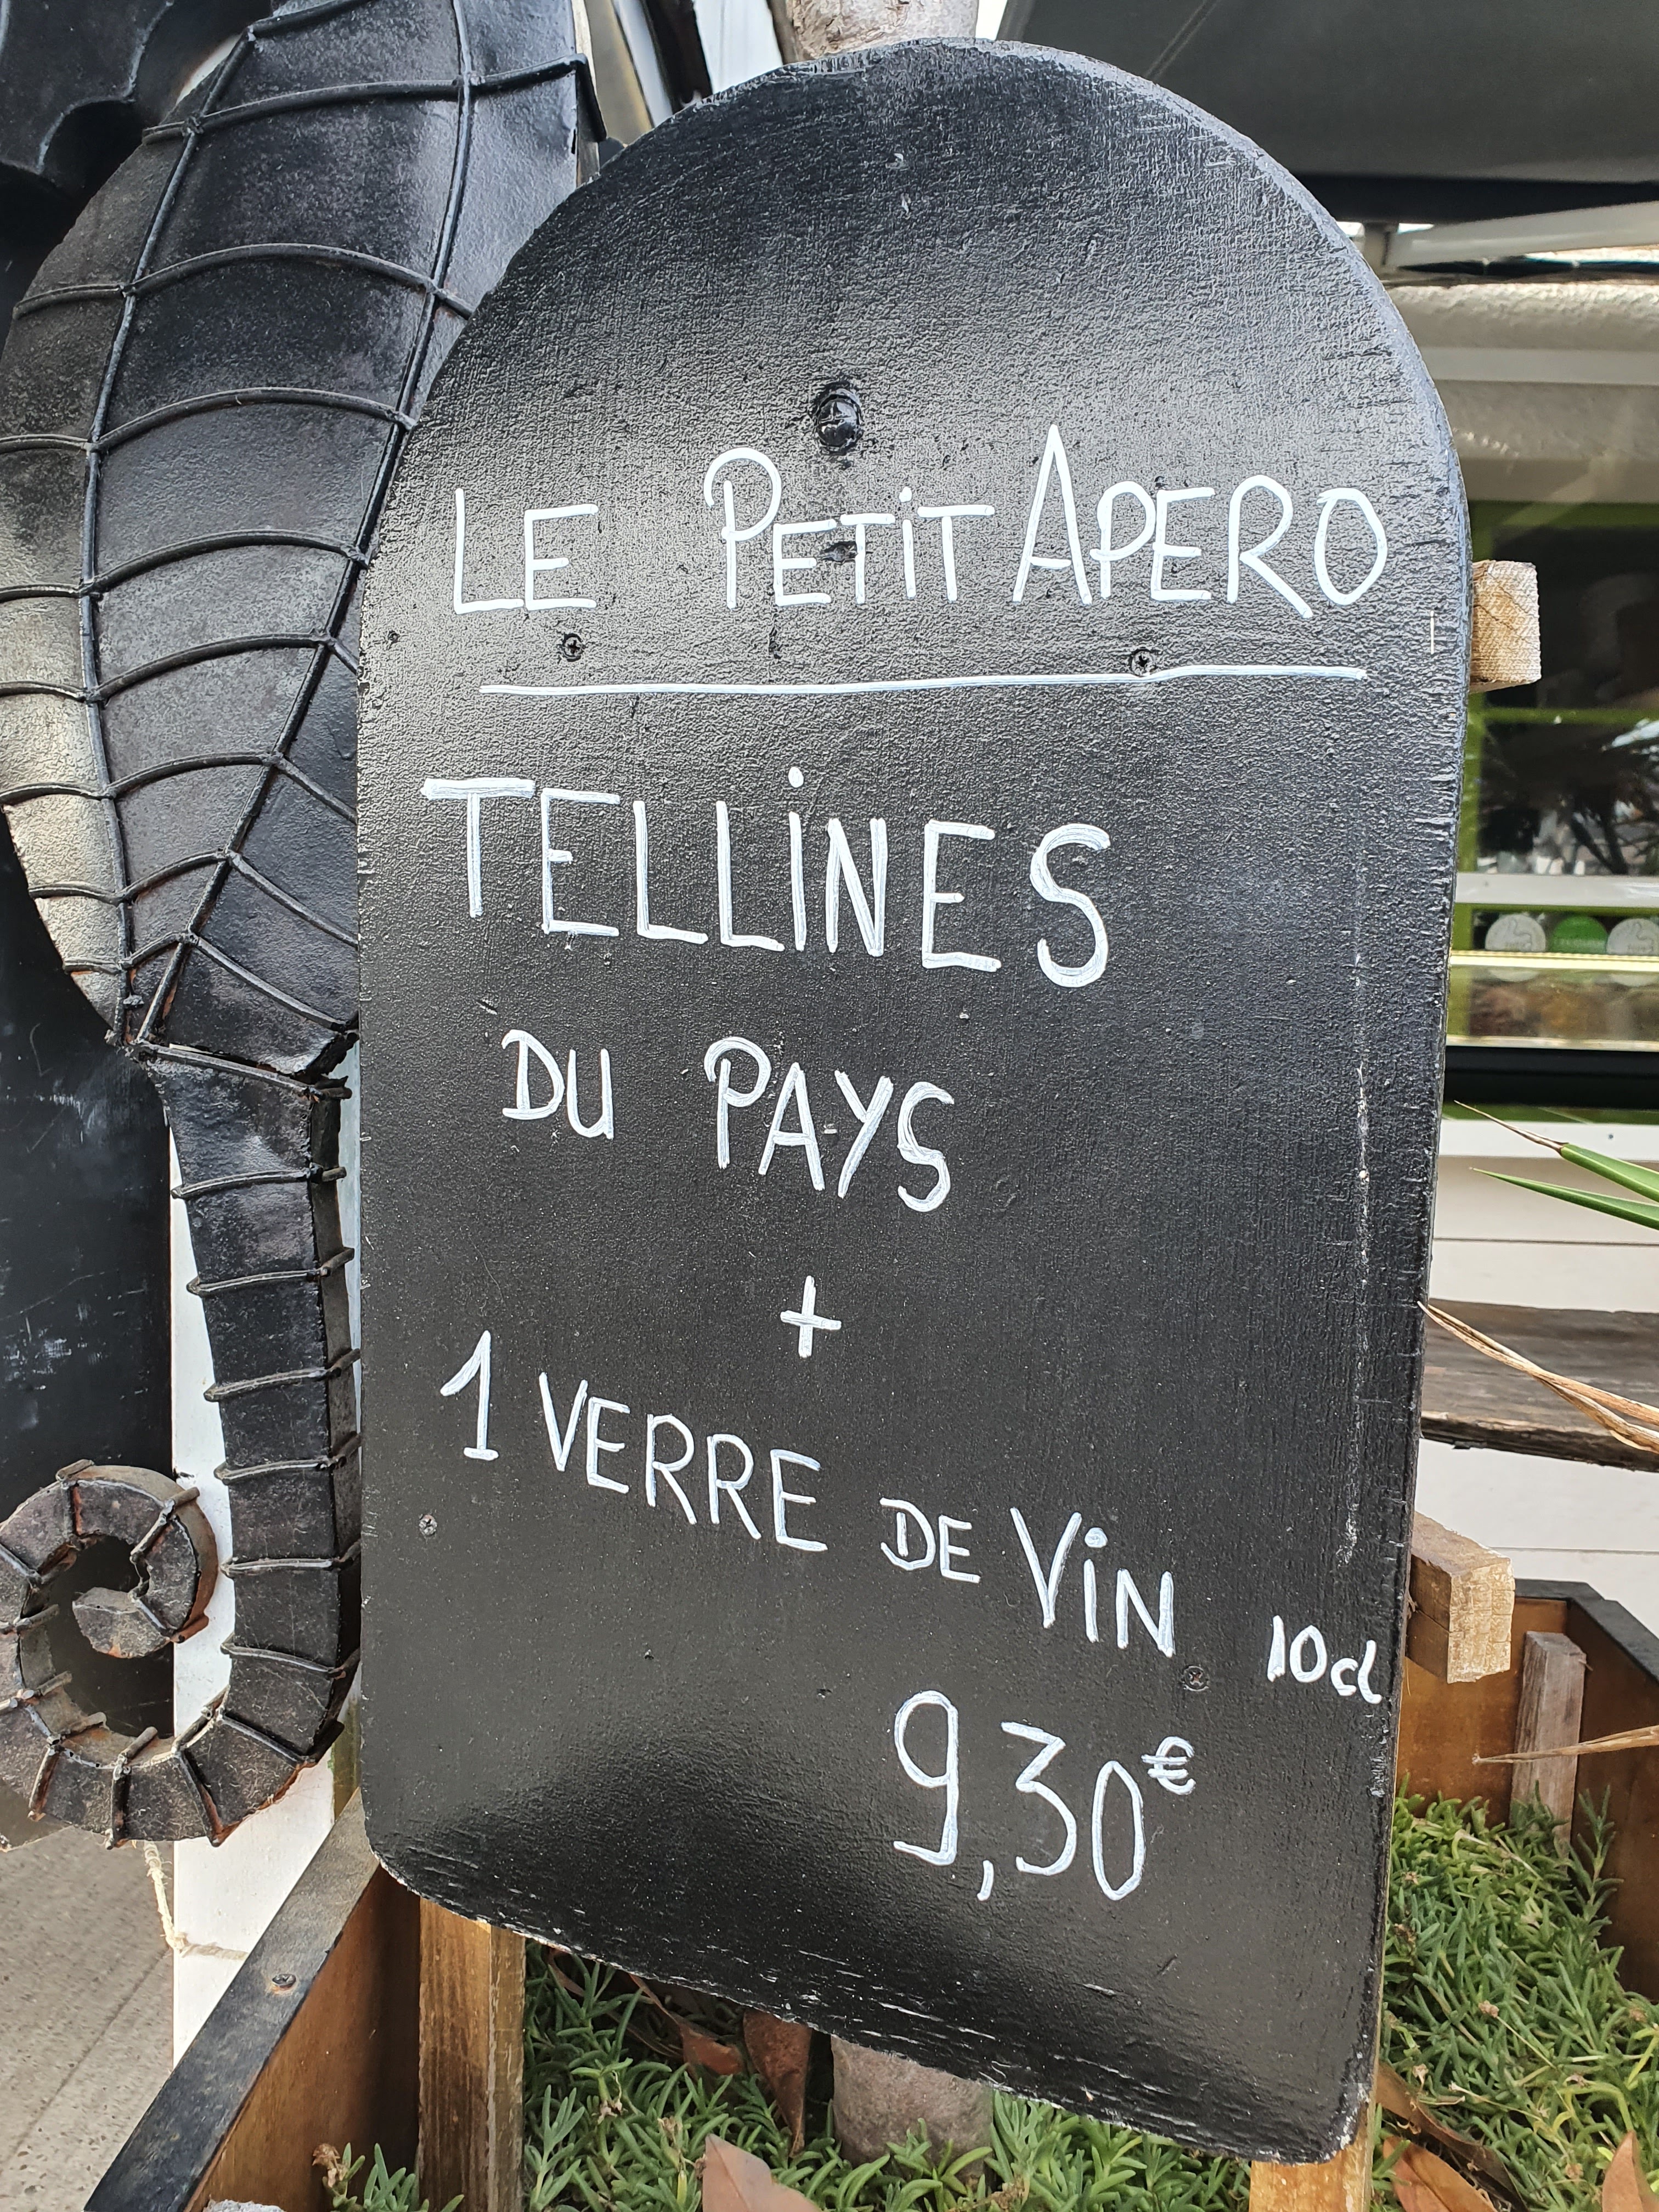 LE PETIT APERO
TELLINES
DU PAYS
+
1 VERRE DE VIN 10cl
9,30€